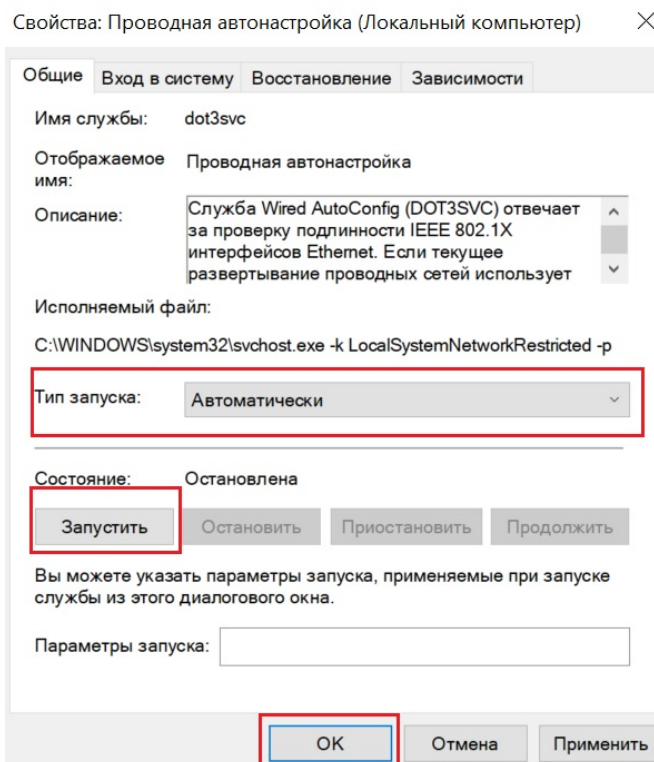 Свойства: Проводная автонастройка (Локальный компьютер)
Общие Вход в систему Восстановление Зависимости
Имя службы: dot3svc
Отображаемое имя: Проводная автонастройка
Описание: Служба Wired AutoConfig (DOT3SVC) отвечает
за проверку подлинности IEEE 802.1X
интерфейсов Ethernet. Если текущее
развертывание проводных сетей использует
Исполняемый файл:
C:\WINDOWS\system32\svchost.exe -k LocalSystemNetworkRestricted -p
Тип запуска: Автоматически
Состояние: Остановлена
Запустить Остановить Приостановить Продолжить
Вы можете указать параметры запуска, применяемые при запуске
службы из этого диалогового окна.
Параметры запуска:
OK Отмена Применить